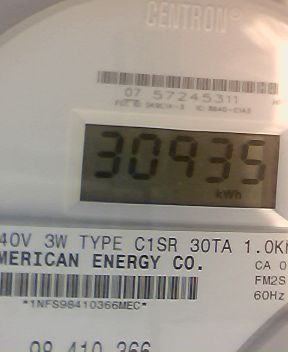 CENTRON®
07 57245311
30935
kWh
40V 3W TYPE C1SR 30TA 1.0K
MERICAN ENERGY CO.
CA 0
FM2S
60Hz
*1NFS98410366MEC*
98 410 366